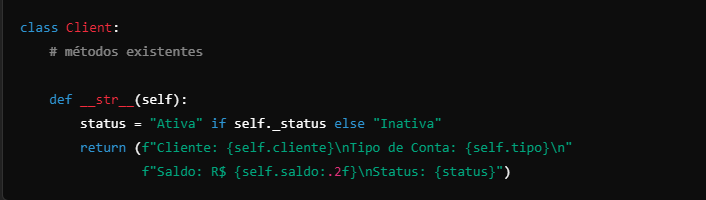 class Client:
    # métodos existentes

    def __str__(self):
        status = "Ativa" if self._status else "Inativa"
        return (f"Cliente: {self.cliente}\nTipo de Conta: {self.tipo}\n"
                f"Saldo: R$ {self.saldo:.2f}\nStatus: {status}")